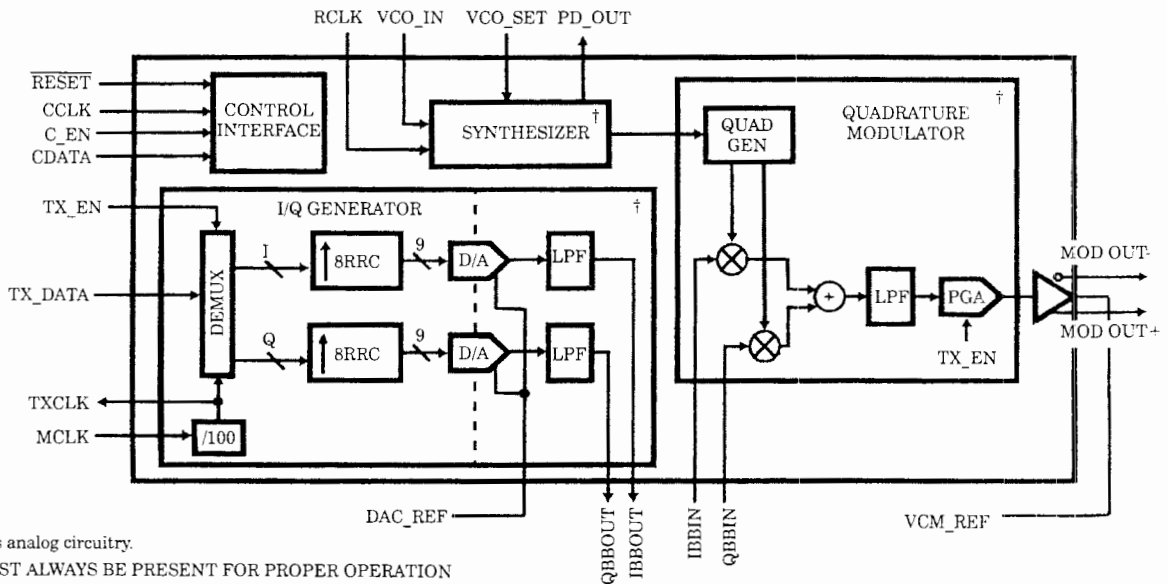 RCLK VCO_IN VCO_SET PD_OUT
RESET
CCLK
C_EN
CDATA
CONTROL
INTERFACE
SYNTHESIZER †
QUAD
GEN
QUADRATURE
MODULATOR
†
TX_EN
I/Q GENERATOR †
TX_DATA
DEMUX
I
↑ 8RRC
9
D/A
LPF
Q
↑ 8RRC
9
D/A
LPF
TXCLK
MCLK
/100
+
LPF
PGA
TX_EN
MOD OUT-
MOD OUT+
DAC_REF
QBBOUT
IBBOUT
IBBIN
QBBIN
VCM_REF
s analog circuitry.
ST ALWAYS BE PRESENT FOR PROPER OPERATION